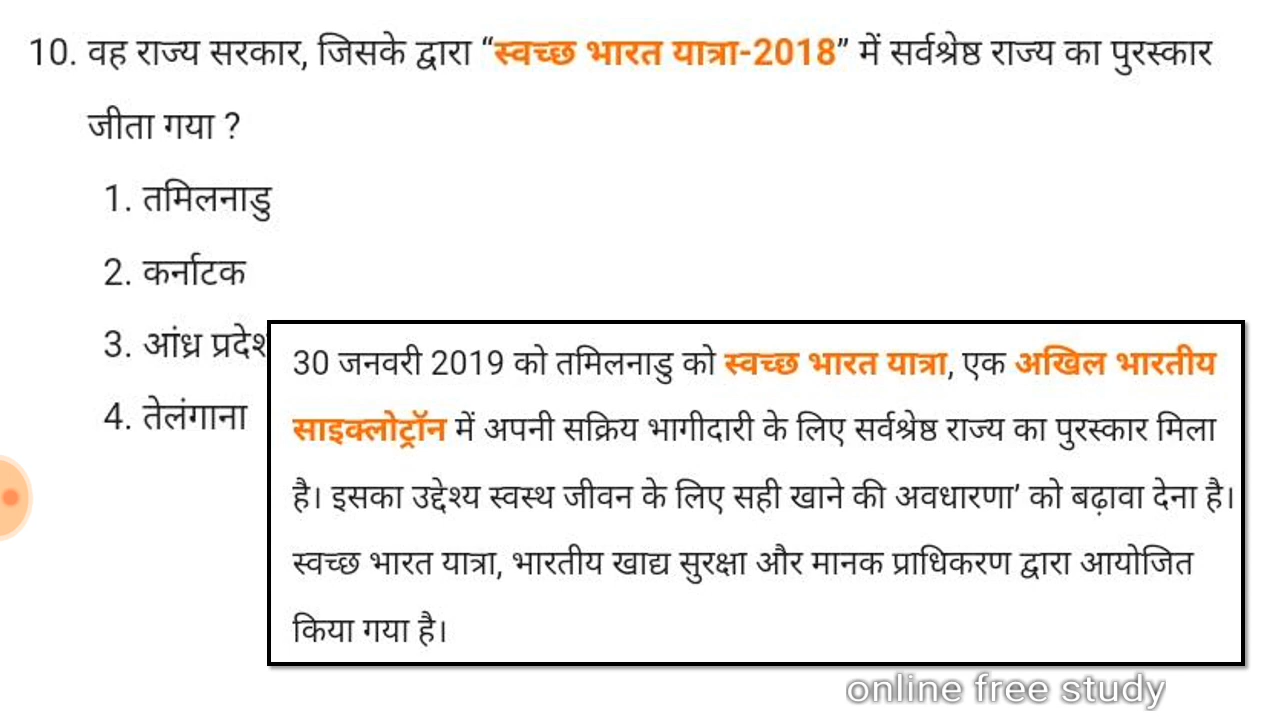 10. वह राज्य सरकार, जिसके द्वारा “स्वच्छ भारत यात्रा-2018” में सर्वश्रेष्ठ राज्य का पुरस्कार
जीता गया ?
1. तमिलनाडु
2. कर्नाटक
3. आंध्र प्रदेश
4. तेलंगाना
30 जनवरी 2019 को तमिलनाडु को स्वच्छ भारत यात्रा, एक अखिल भारतीय
साइक्लोट्रॉन में अपनी सक्रिय भागीदारी के लिए सर्वश्रेष्ठ राज्य का पुरस्कार मिला
है। इसका उद्देश्य स्वस्थ जीवन के लिए सही खाने की अवधारणा’ को बढ़ावा देना है।
स्वच्छ भारत यात्रा, भारतीय खाद्य सुरक्षा और मानक प्राधिकरण द्वारा आयोजित
किया गया है।
online free study